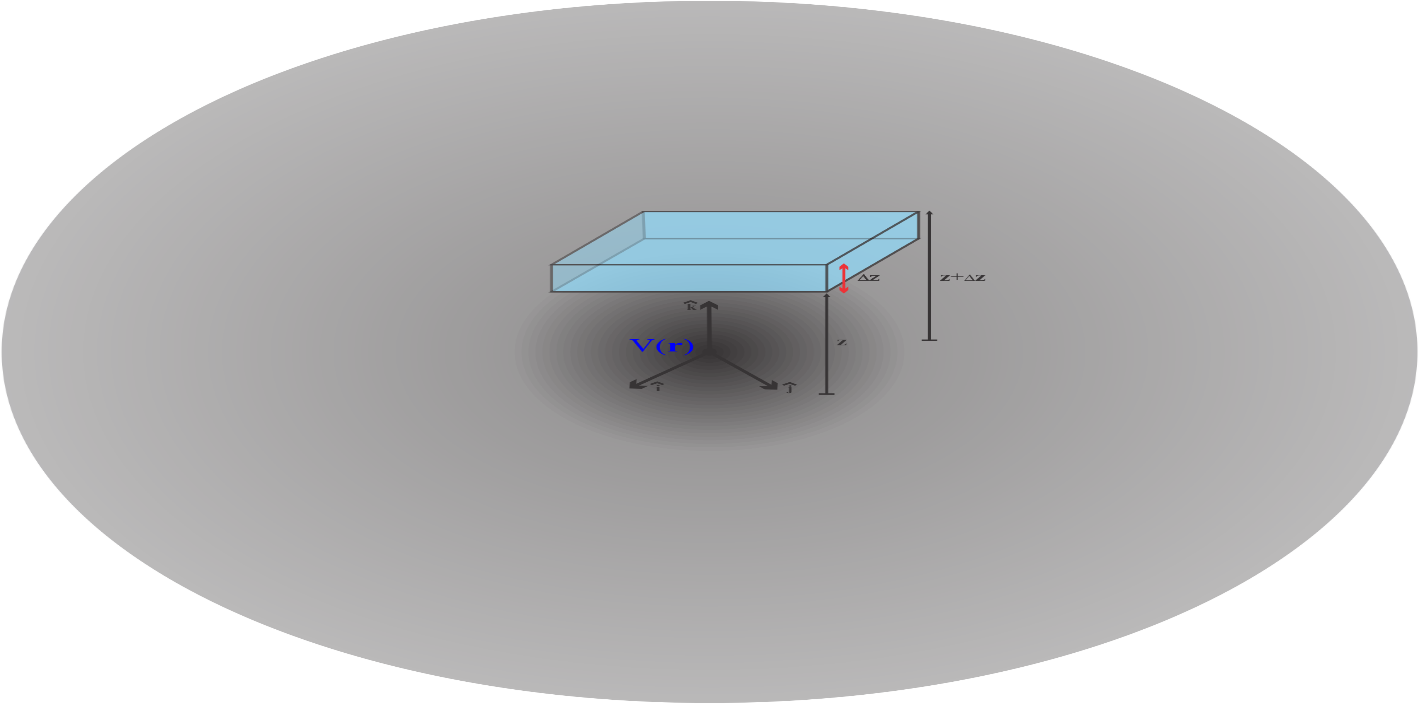 Δz
z+Δz
k̂
V(r)
z
î
ĵ